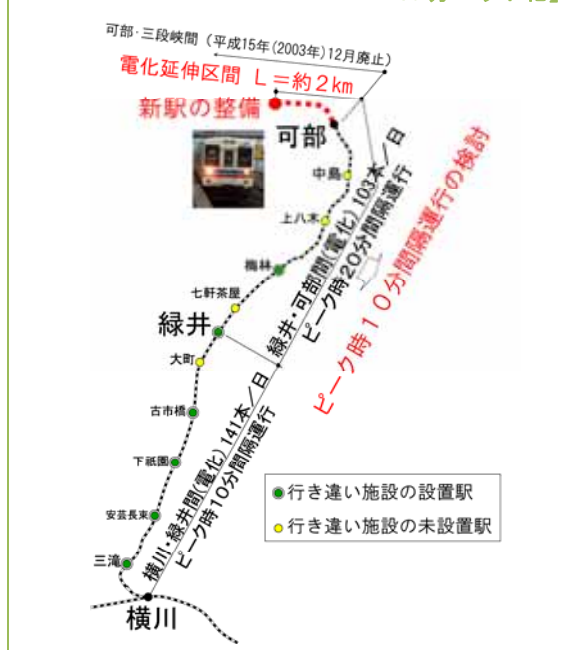 可部・三段峡間（平成15年(2003年)12月廃止）
電化延伸区間 L＝約2km
新駅の整備
可部
中島
上八木
梅林
七軒茶屋
緑井
大町
古市橋
下祇園
安芸長束
三滝
横川
緑井・可部間(電化) 103本／日
ピーク時20分間隔運行
ピーク時10分間隔運行の検討
横川・緑井間(電化) 141本／日
ピーク時10分間隔運行
行き違い施設の設置駅
行き違い施設の未設置駅